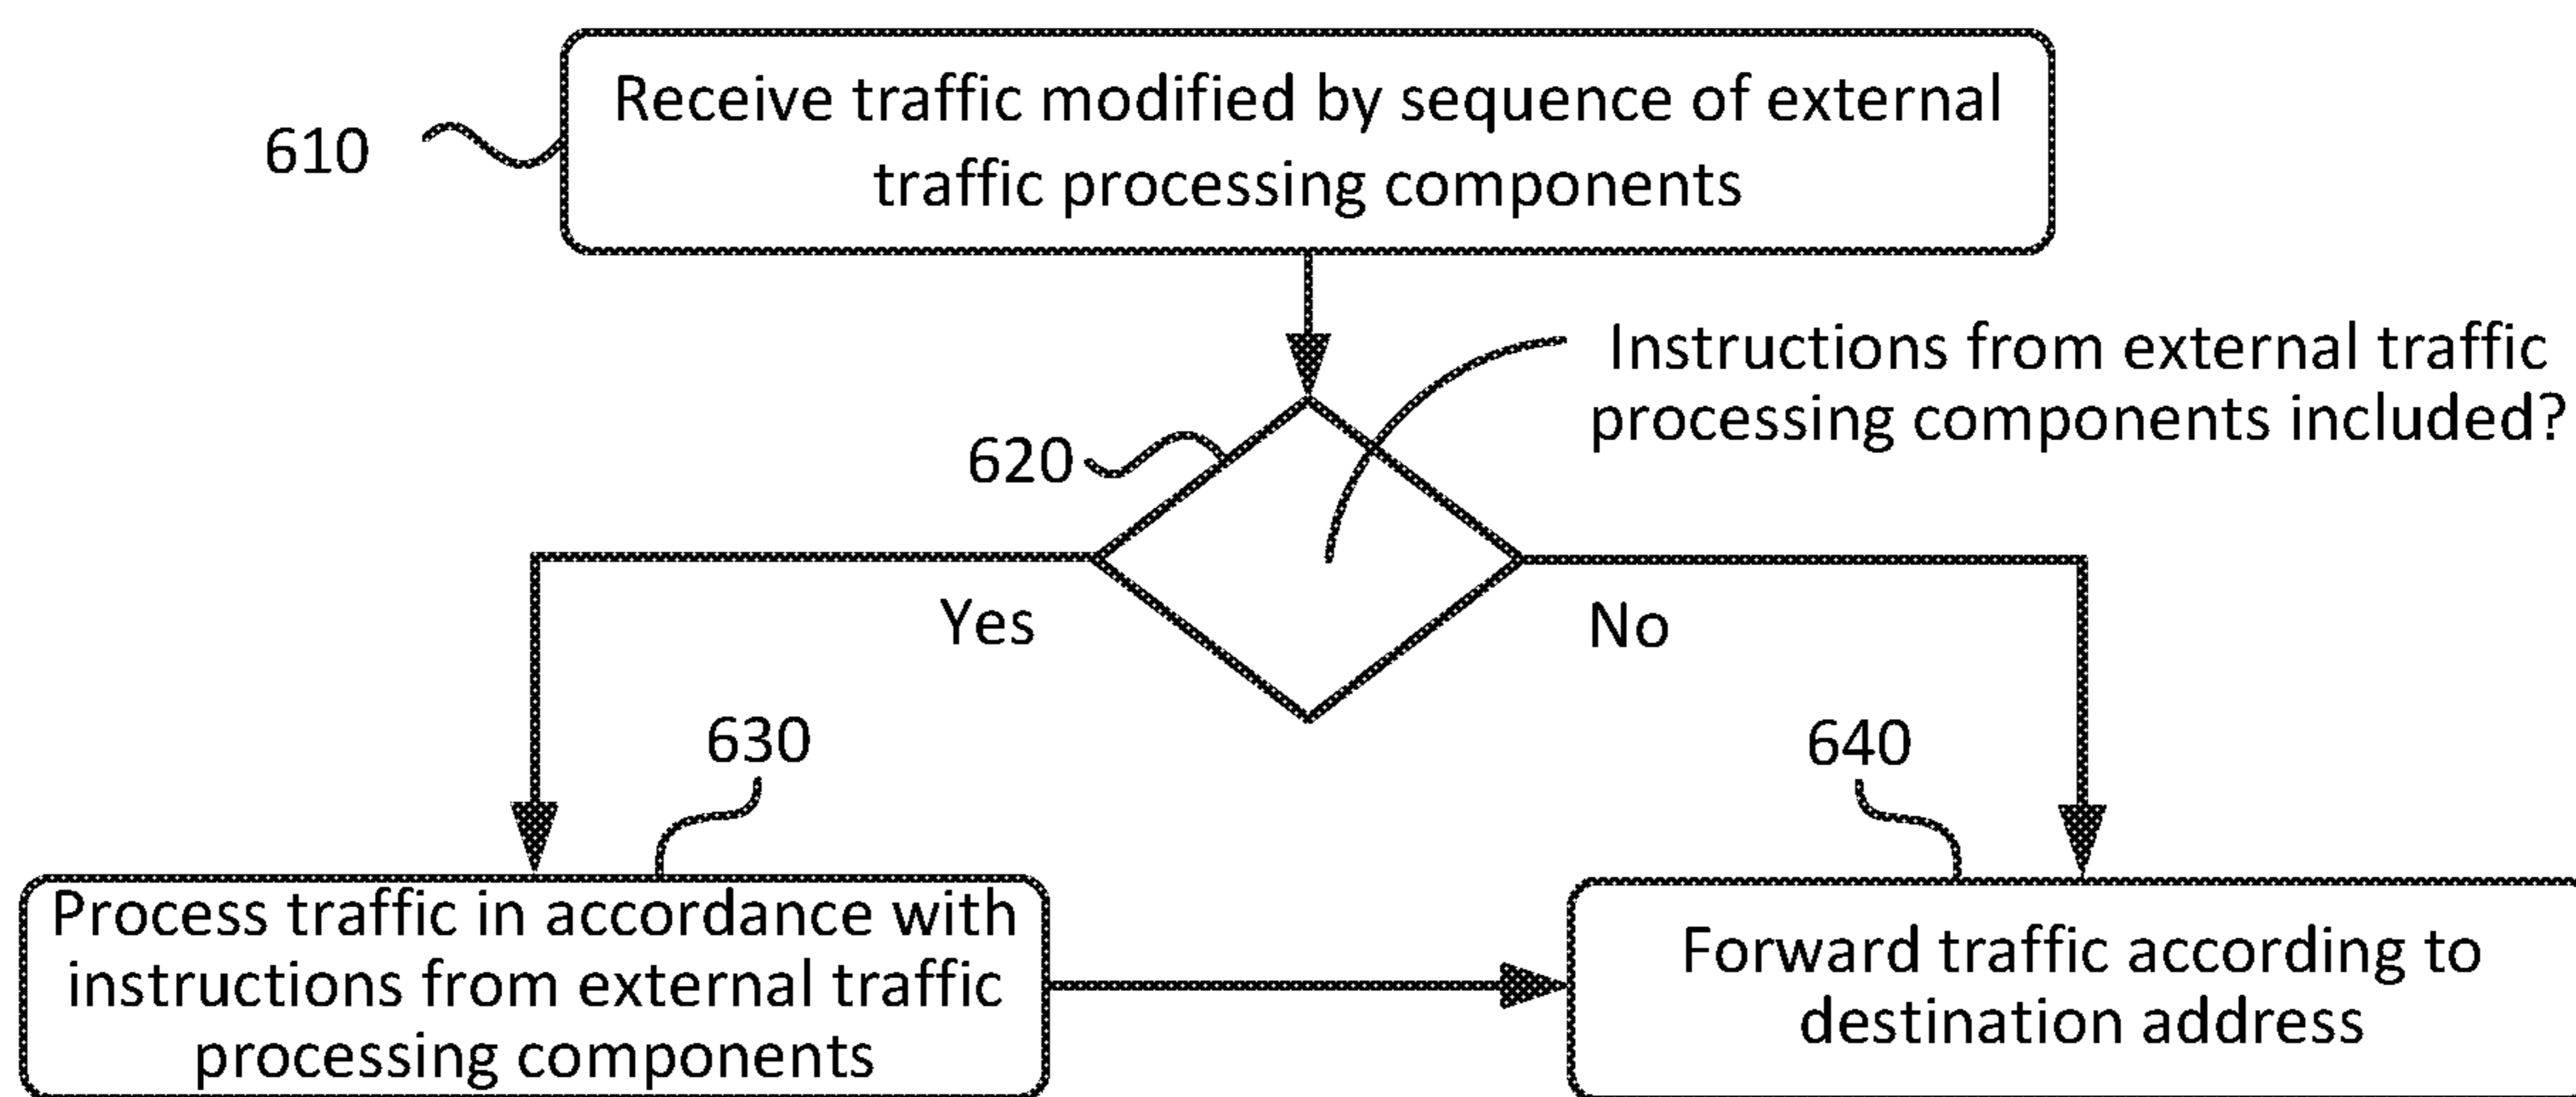 Receive traffic modified by sequence of external
traffic processing components
610
Instructions from external traffic
processing components included?
620
Yes
No
630
640
Process traffic in accordance with
instructions from external traffic
processing components
Forward traffic according to
destination address